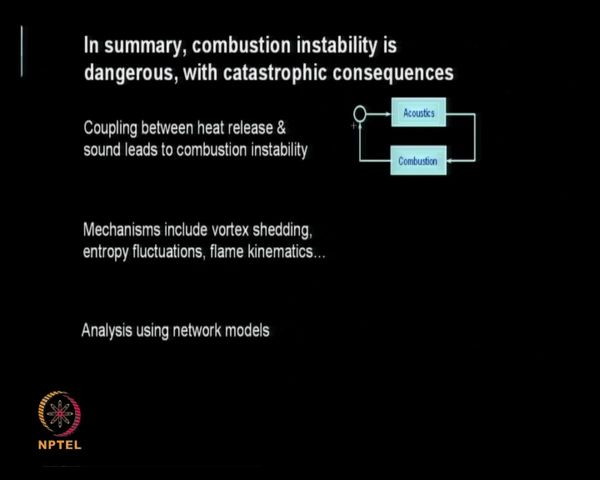 In summary, combustion instability is
dangerous, with catastrophic consequences
Coupling between heat release &
sound leads to combustion instability
Acoustics
Combustion
Mechanisms include vortex shedding,
entropy fluctuations, flame kinematics…
Analysis using network models
NPTEL